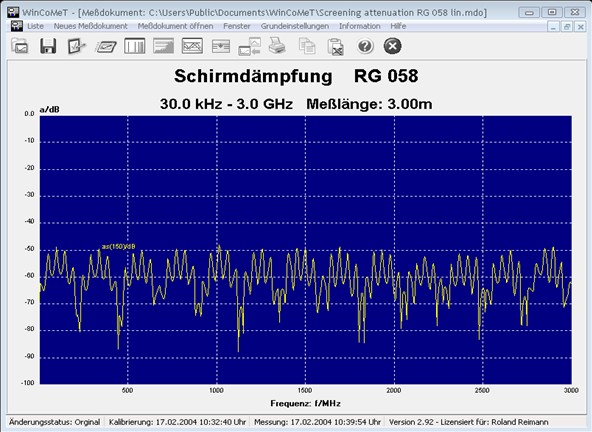 WinCoMeT - [Meßdokument: C:\Users\Public\Documents\WinCoMeT\Screening attenuation RG 058 lin.mdo]
Liste Neues Meßdokument Meßdokument öffnen Fenster Grundeinstellungen Information Hilfe
Schirmdämpfung RG 058
30.0 kHz - 3.0 GHz Meßlänge: 3.00m
a/dB
0.0
-10
-20
-30
-40
as(150)/dB
-50
-60
-70
-80
-90
-100
500 1000 1500 2000 2500 3000
Frequenz: f/MHz
Änderungsstatus: Orginal Kalibrierung: 17.02.2004 10:32:40 Uhr Messung: 17.02.2004 10:39:54 Uhr Version 2.92 - Lizensiert für: Roland Reimann